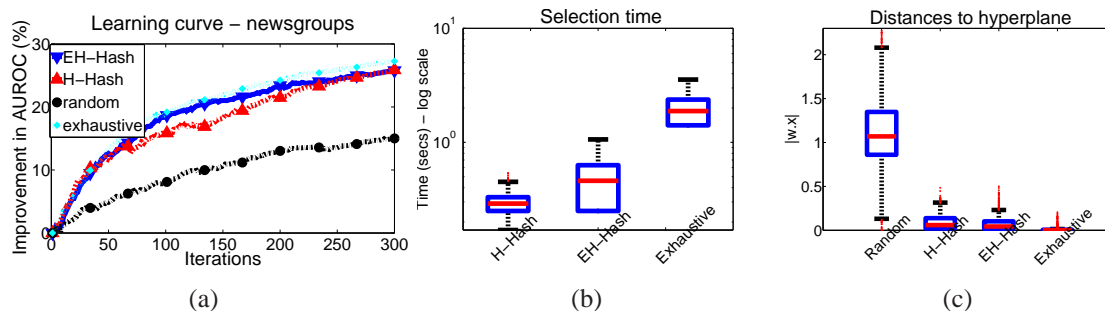 Learning curve − newsgroups
Improvement in AUROC (%)
30
20
10
0
EH−Hash
H−Hash
random
exhaustive
0 50 100 150 200 250 300
Iterations
(a)
Selection time
Time (secs) − log scale
10^1
10^0
H−Hash
EH−Hash
Exhaustive
(b)
Distances to hyperplane
|w.x|
2
1.5
1
0.5
0
Random
H−Hash
EH−Hash
Exhaustive
(c)